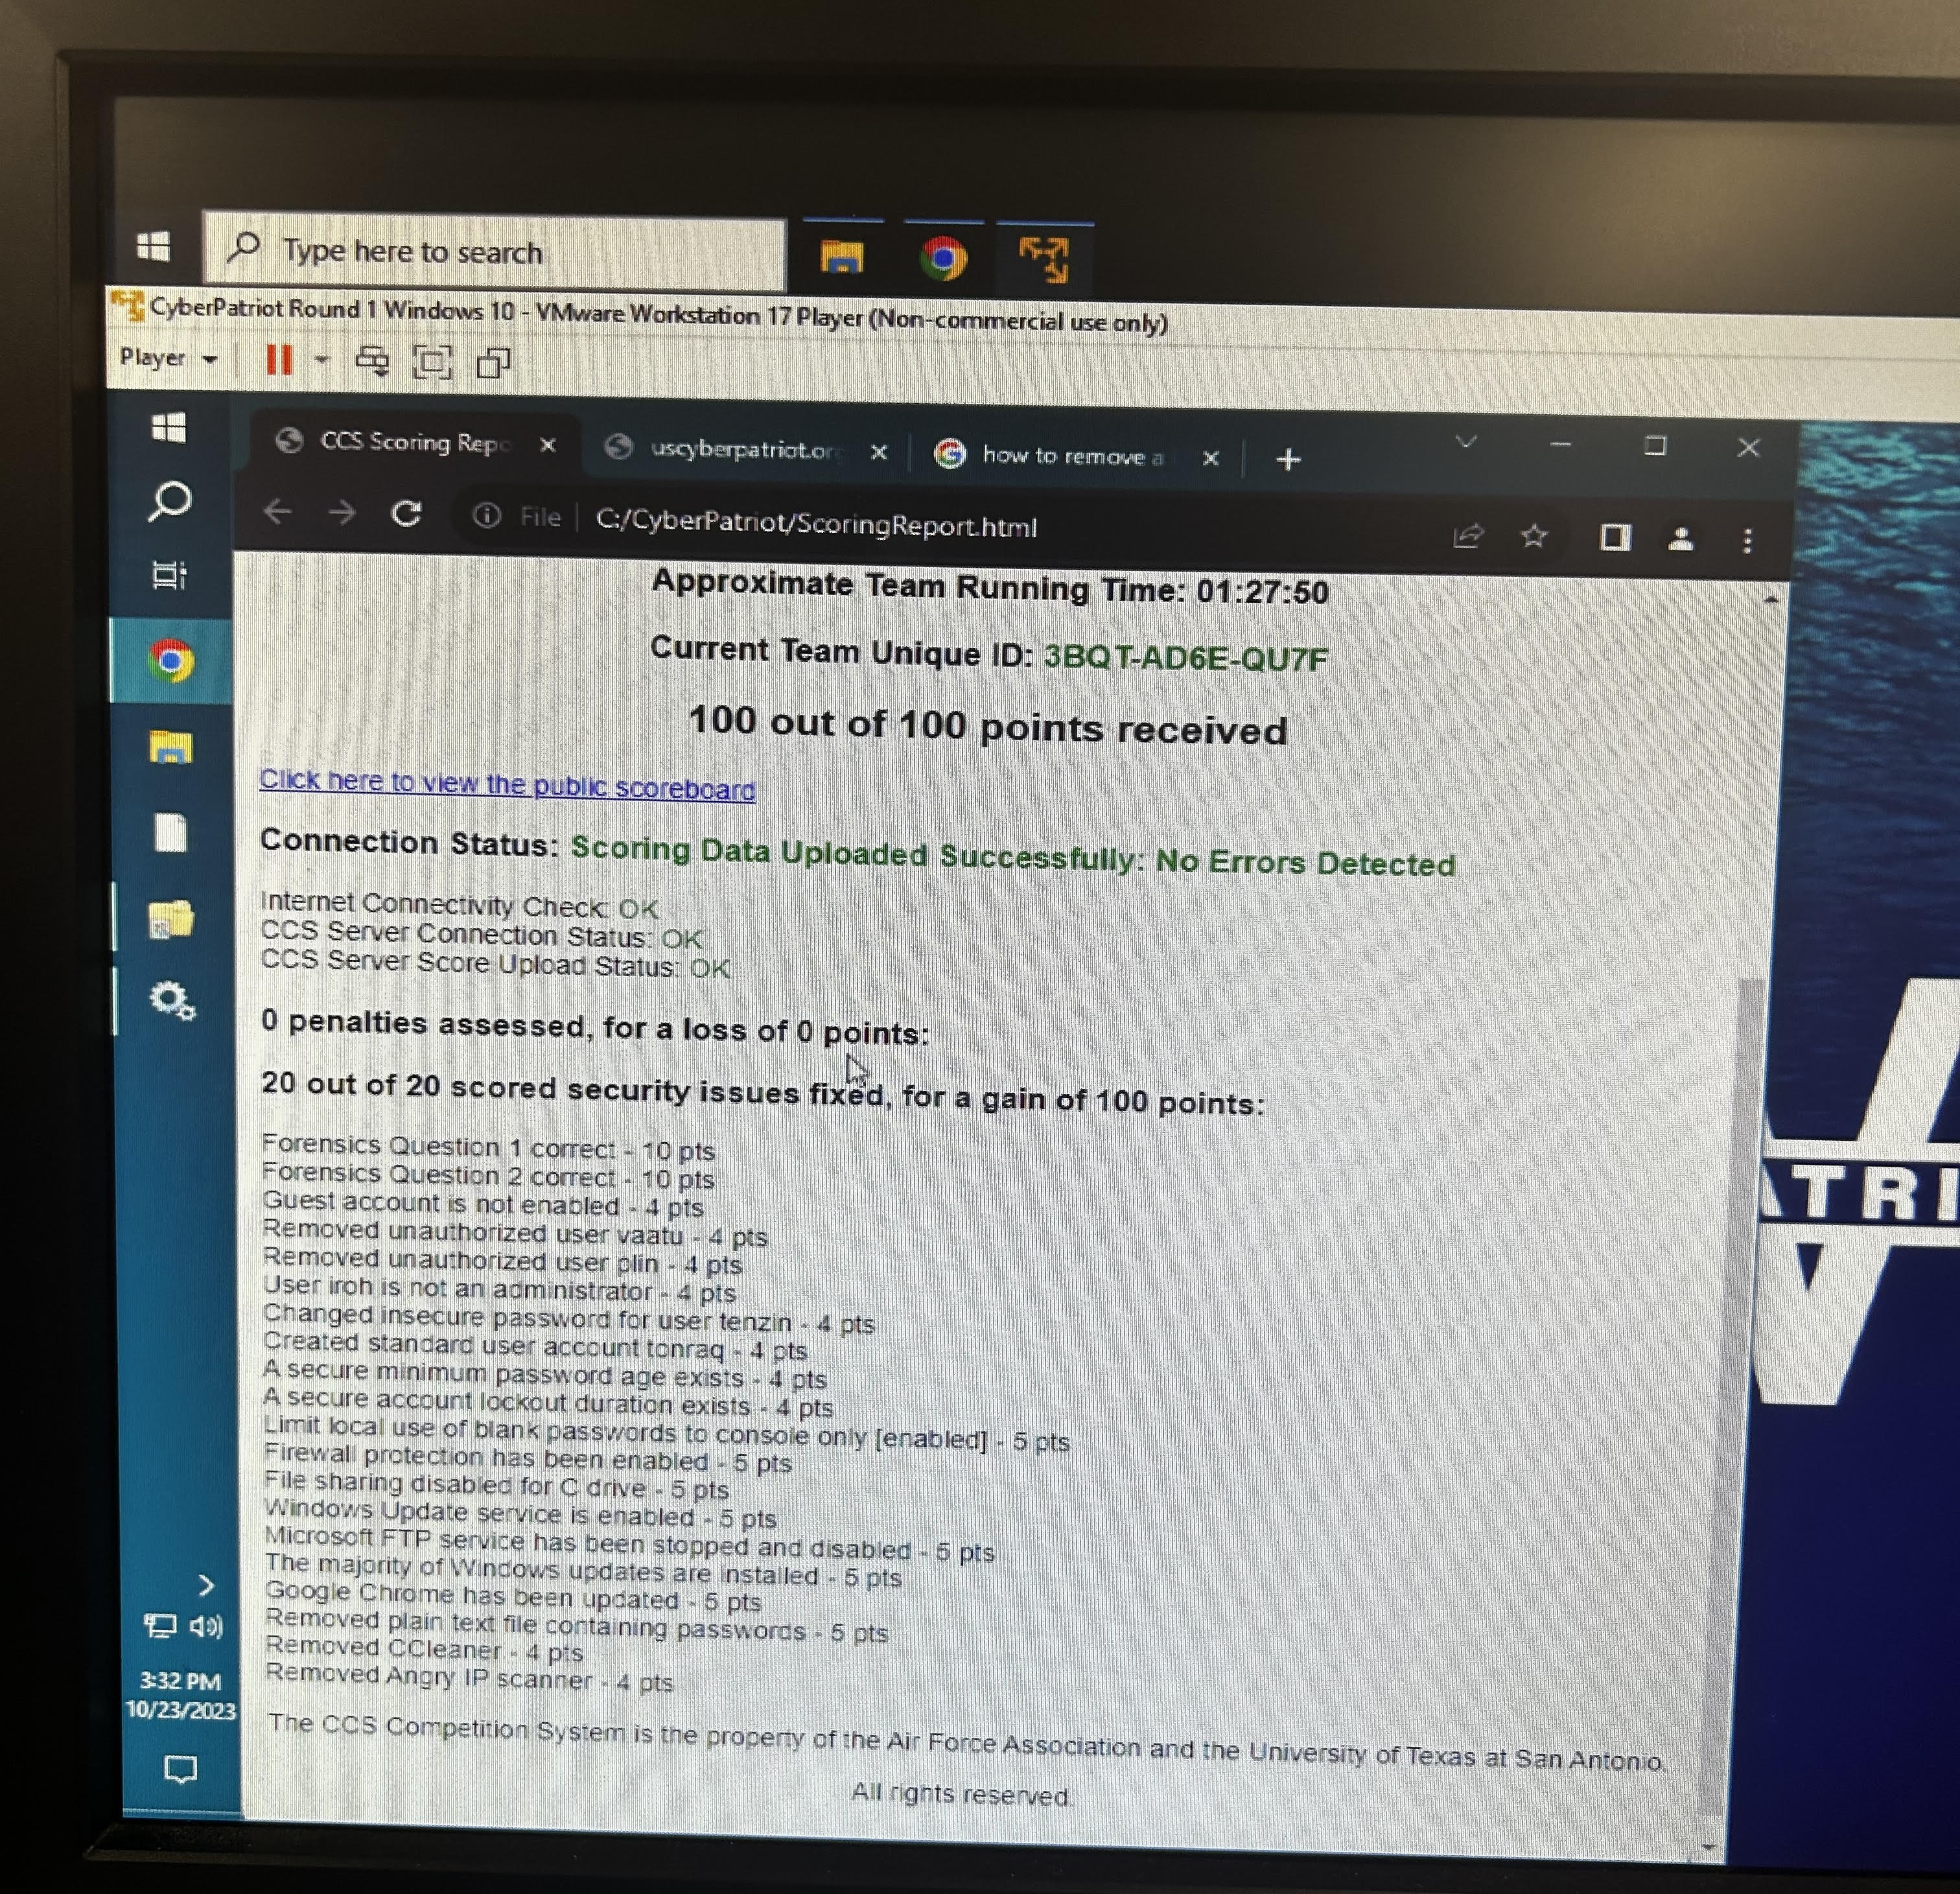 Type here to search
CyberPatriot Round 1 Windows 10 - VMware Workstation 17 Player (Non-commercial use only)
Player
CCS Scoring Repo
uscyberpatriot.or
how to remove a
File
C:/CyberPatriot/ScoringReport.html
Approximate Team Running Time: 01:27:50
Current Team Unique ID: 3BQT-AD6E-QU7F
100 out of 100 points received
Click here to view the public scoreboard
Connection Status: Scoring Data Uploaded Successfully: No Errors Detected
Internet Connectivity Check: OK
CCS Server Connection Status: OK
CCS Server Score Upload Status: OK
0 penalties assessed, for a loss of 0 points:
20 out of 20 scored security issues fixed, for a gain of 100 points:
Forensics Question 1 correct - 10 pts
Forensics Question 2 correct - 10 pts
Guest account is not enabled - 4 pts
Removed unauthorized user vaatu - 4 pts
Removed unauthorized user plin - 4 pts
User iroh is not an administrator - 4 pts
Changed insecure password for user tenzin - 4 pts
Created standard user account tonraq - 4 pts
A secure minimum password age exists - 4 pts
A secure account lockout duration exists - 4 pts
Limit local use of blank passwords to console only [enabled] - 5 pts
Firewall protection has been enabled - 5 pts
File sharing disabled for C drive - 5 pts
Windows Update service is enabled - 5 pts
Microsoft FTP service has been stopped and disabled - 5 pts
The majority of Windows updates are installed - 5 pts
Google Chrome has been updated - 5 pts
Removed plain text file containing passwords - 5 pts
Removed CCleaner - 4 pts
Removed Angry IP scanner - 4 pts
The CCS Competition System is the property of the Air Force Association and the University of Texas at San Antonio.
All rights reserved.
3:32 PM
10/23/2023
ATRI
V